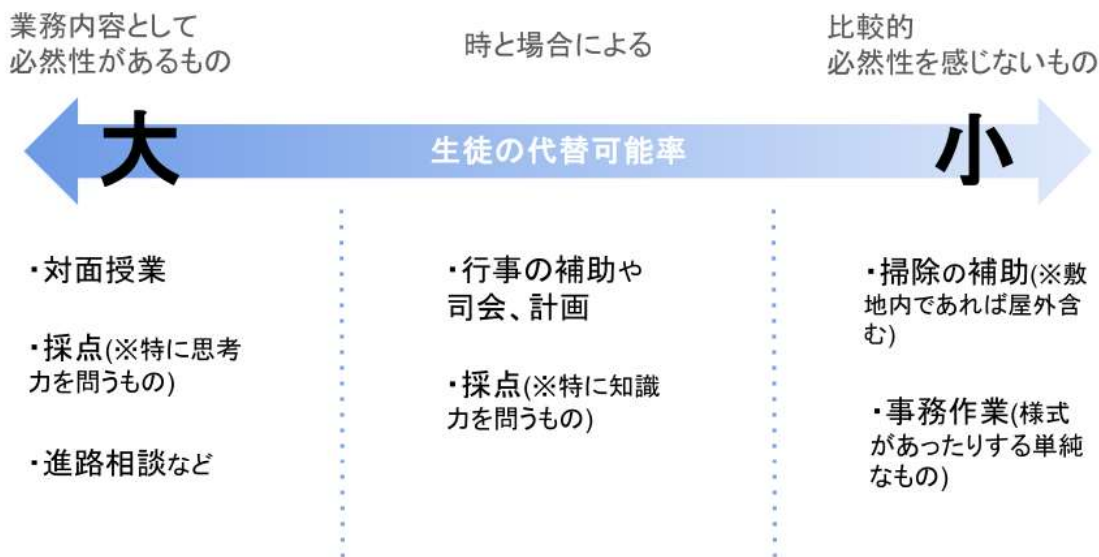 業務内容として
必然性があるもの
時と場合による
比較的
必然性を感じないもの
大
生徒の代替可能率
小
・対面授業
・採点(※特に思考
力を問うもの)
・進路相談など
・行事の補助や
司会、計画
・採点(※特に知識
力を問うもの)
・掃除の補助(※敷
地内であれば屋外含
む)
・事務作業(様式
があったりする単純
なもの)